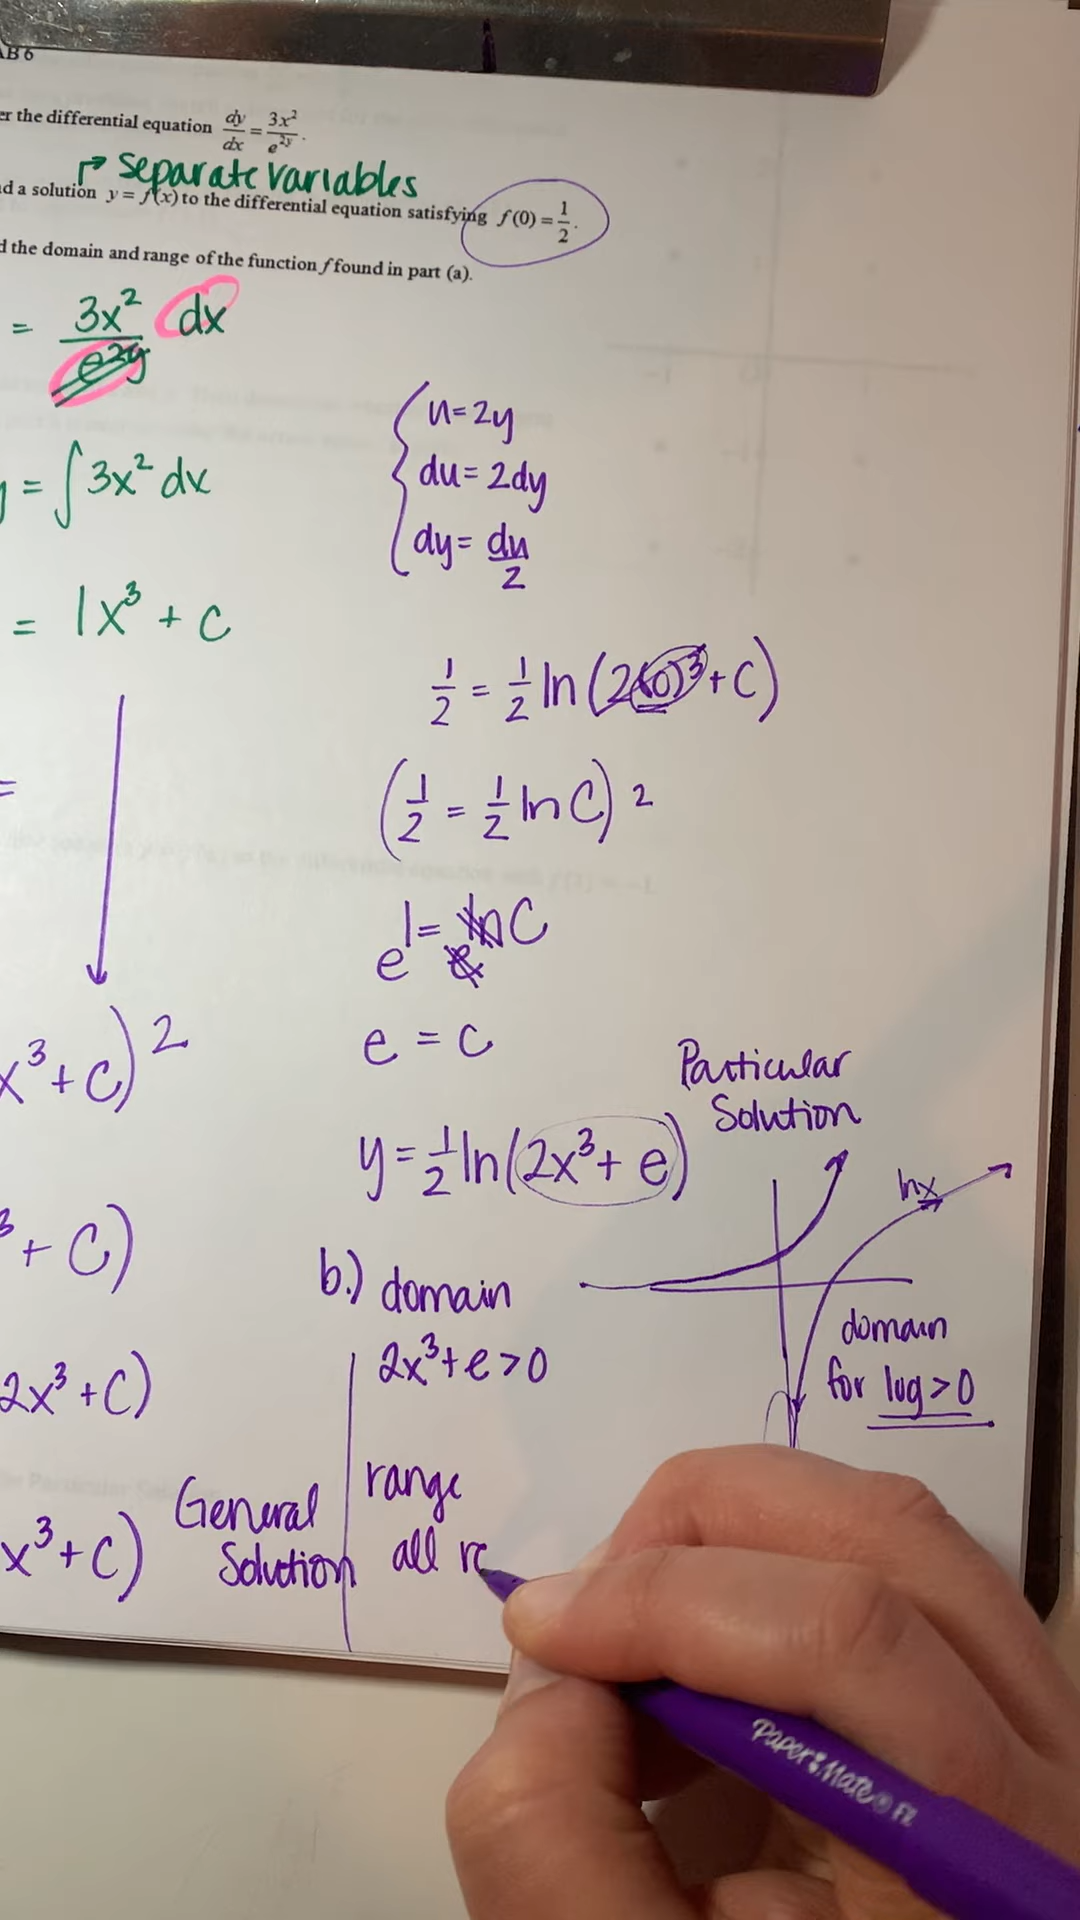 AB 6
er the differential equation dy/dx = 3x²/e^(2y).
↱ Separate Variables
d a solution y = f(x) to the differential equation satisfying f(0) = 1/2.
d the domain and range of the function f found in part (a).
= 3x²/e^(2y) dx
y = ∫3x² dx
= 1x³ + C
=
x³ + C) 2
3 + C)
2x³ + C)
x³ + C)
General
Solution
u = 2y
du = 2dy
dy = du/2
1/2 = 1/2 ln (2(0)³ + C)
(1/2 = 1/2 ln C) 2
e^1 = e^ln C
e = C
y = 1/2 ln(2x³ + e)
Particular
Solution
ln x
b.) domain
2x³ + e > 0
domain
for log > 0
range
all re
Paper:Mate